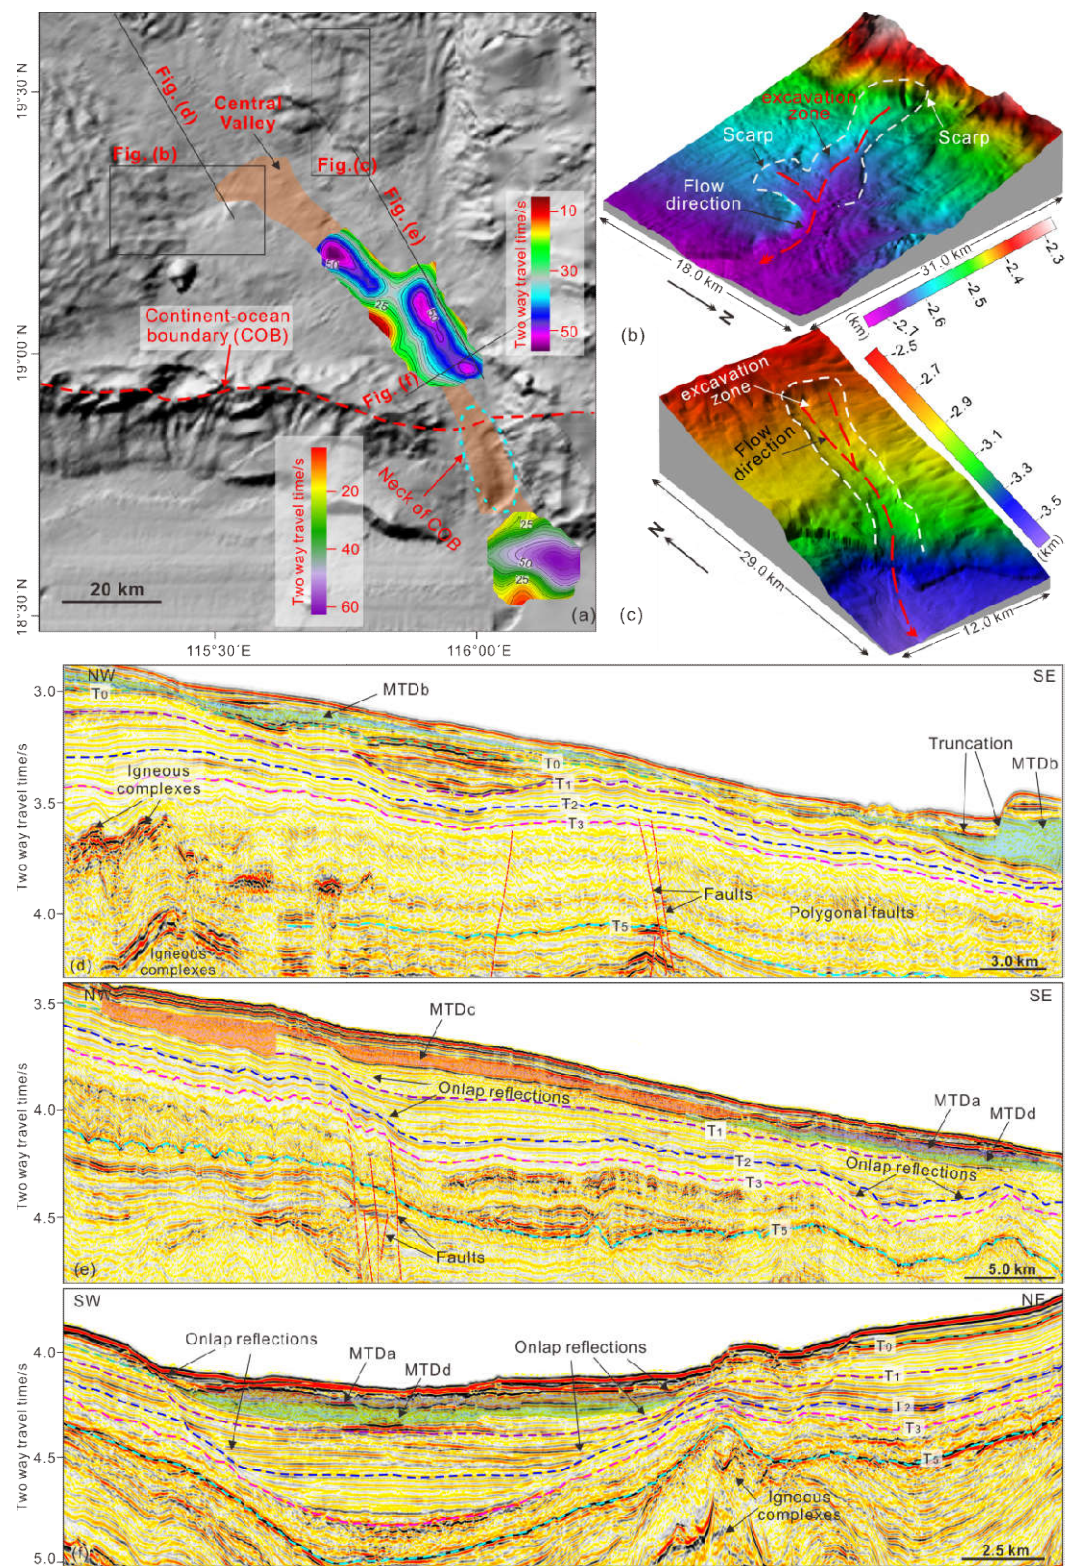 19°30′N
19°00′N
18°30′N
115°30′E
116°00′E
Fig.(d)
Central
Valley
Fig.(b)
Fig.(c)
Fig.(e)
Fig.(f)
Continent-ocean
boundary (COB)
Neck of COB
50
25
25
55
Two way travel time/s
10
30
50
Two way travel time/s
20
40
60
25
50
25
20 km
(a)
excavation
zone
Scarp
Scarp
Flow
direction
18.0 km
31.0 km
N
-2.3
-2.4
-2.5
-2.6
-2.7
(km)
(b)
excavation
zone
Flow
direction
N
29.0 km
12.0 km
-2.5
-2.7
-2.9
-3.1
-3.3
-3.5
(km)
(c)
Two way travel time/s
3.0
3.5
4.0
NW
SE
T0
MTDb
Truncation
MTDb
Igneous
complexes
T0
T1
T2
T3
Faults
Polygonal faults
T5
Igneous
complexes
(d)
3.0 km
Two way travel time/s
3.5
4.0
4.5
NW
SE
MTDc
Onlap reflections
MTDa
MTDd
T1
T2
T3
Onlap reflections
T5
Faults
(e)
5.0 km
Two way travel time/s
4.0
4.5
5.0
SW
NE
Onlap reflections
MTDa
MTDd
Onlap reflections
T0
T1
T2
T3
T5
Igneous
complexes
(f)
2.5 km